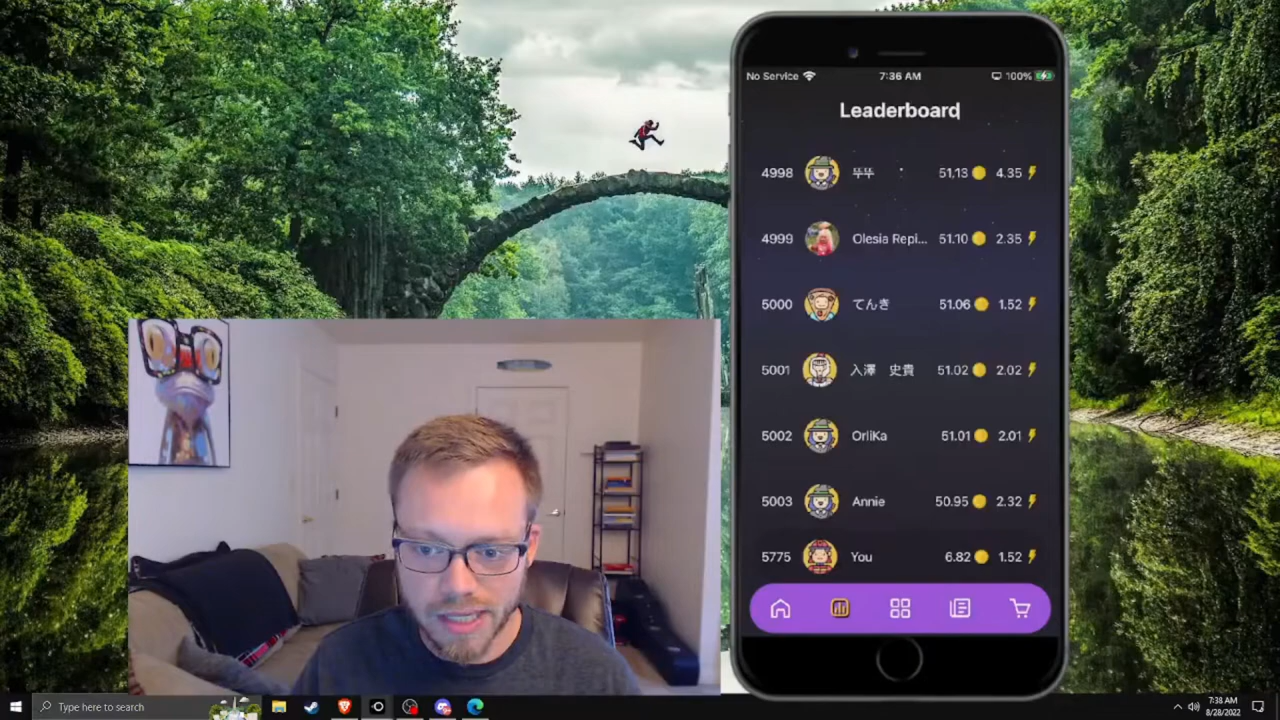 No Service 7:36 AM 100%
Leaderboard
4998 뚜뚜 51.13 4.35
4999 Olesia Repi... 51.10 2.35
5000 てんき 51.06 1.52
5001 入澤 史貴 51.02 2.02
5002 OrliKa 51.01 2.01
5003 Annie 50.95 2.32
5775 You 6.82 1.52
Type here to search
7:38 AM
8/28/2022